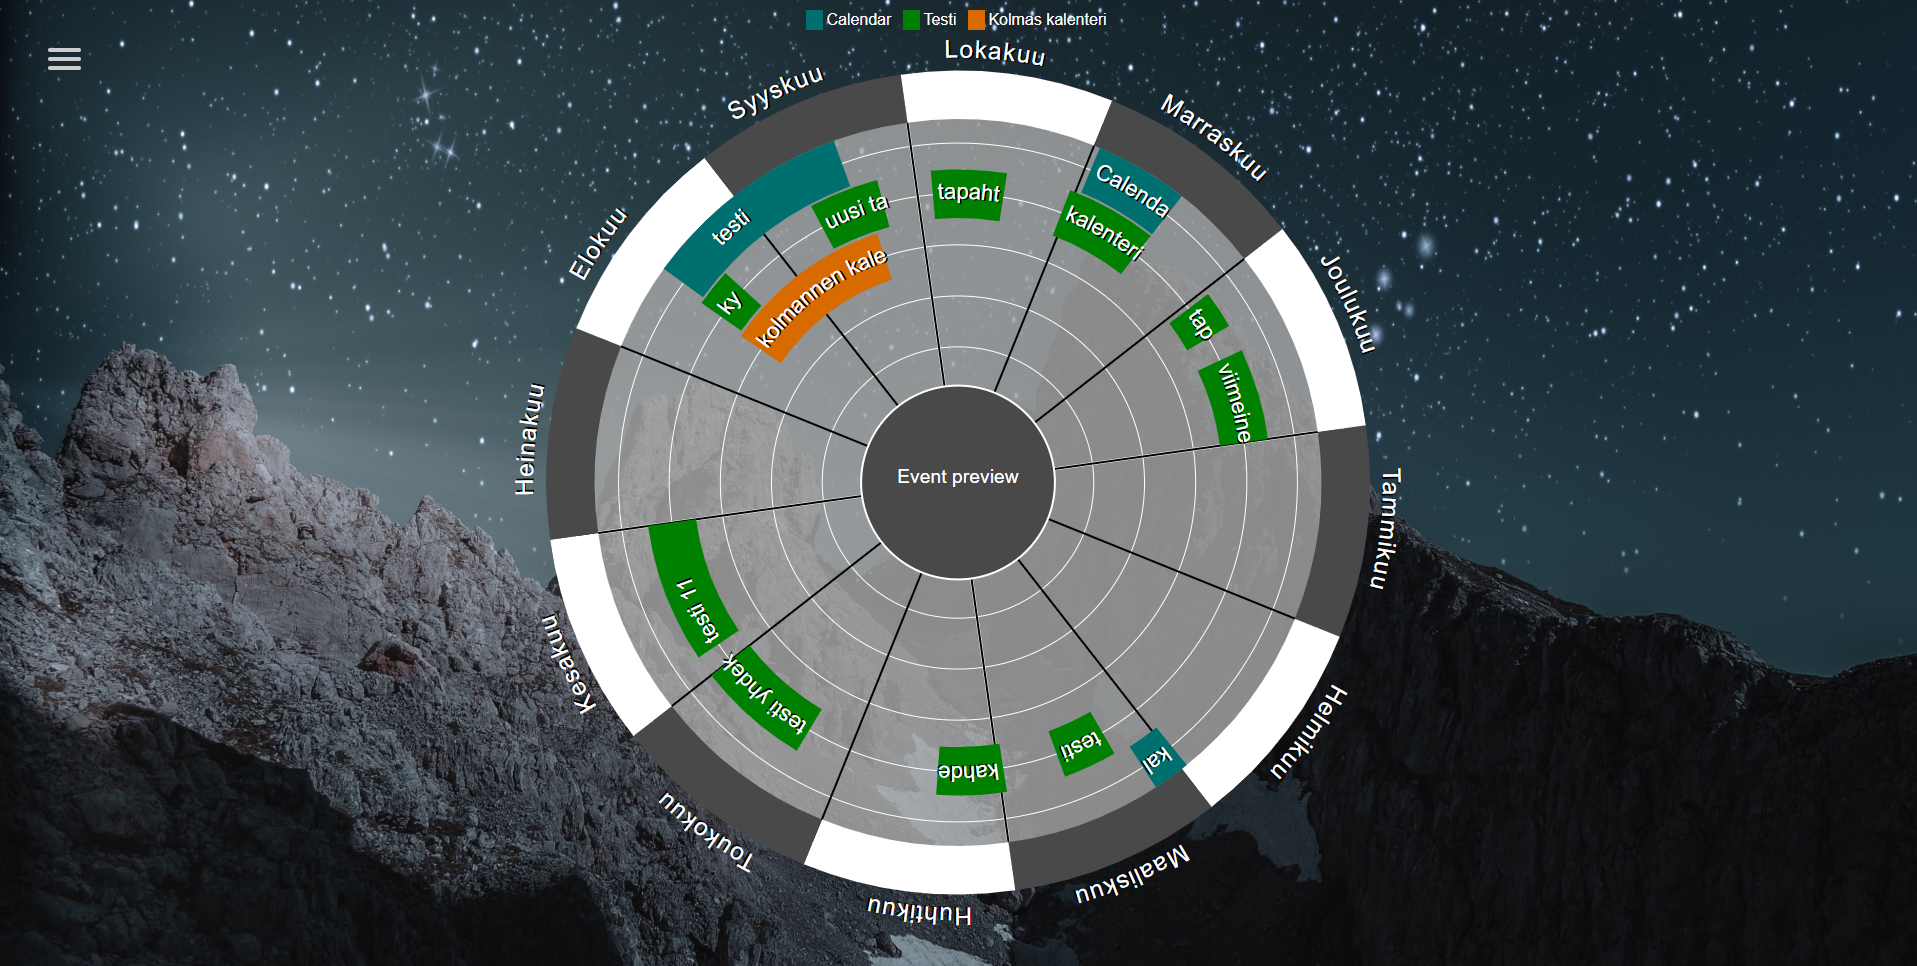 Calendar
Testi
Kolmas kalenteri
Lokakuu
Marraskuu
Joulukuu
Tammikuu
Helmikuu
Maaliskuu
Huhtikuu
Toukokuu
Kesäkuu
Heinäkuu
Elokuu
Syyskuu
tapaht
Calenda
kalenteri
tap
viimeine
kal
testi
kahde
testi yhdek
testi 11
ky
testi
uusi ta
kolmannen kale
Event preview